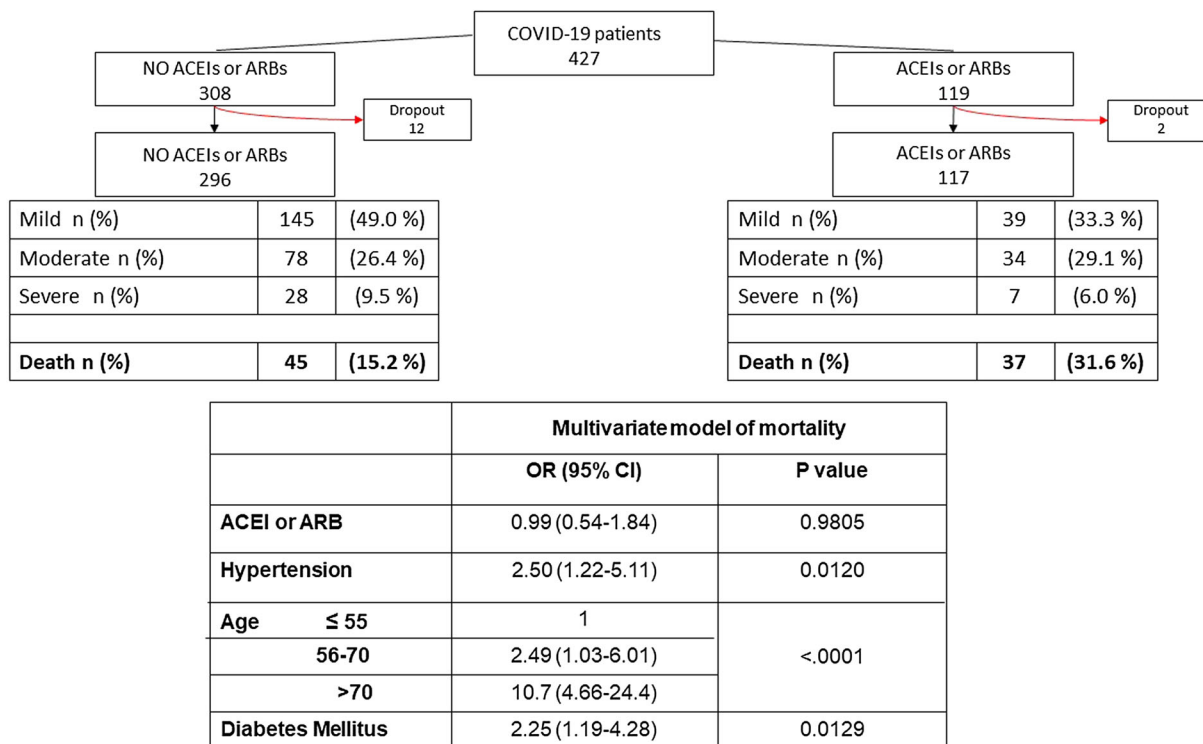 COVID-19 patients
427
NO ACEIs or ARBs
308
ACEIs or ARBs
119
Dropout
12
Dropout
2
NO ACEIs or ARBs
296
ACEIs or ARBs
117
Mild n (%) 145 (49.0 %)
Moderate n (%) 78 (26.4 %)
Severe n (%) 28 (9.5 %)
Death n (%) 45 (15.2 %)
Mild n (%) 39 (33.3 %)
Moderate n (%) 34 (29.1 %)
Severe n (%) 7 (6.0 %)
Death n (%) 37 (31.6 %)
Multivariate model of mortality
OR (95% CI) P value
ACEI or ARB 0.99 (0.54-1.84) 0.9805
Hypertension 2.50 (1.22-5.11) 0.0120
Age ≤ 55 1
56-70 2.49 (1.03-6.01) <.0001
>70 10.7 (4.66-24.4)
Diabetes Mellitus 2.25 (1.19-4.28) 0.0129